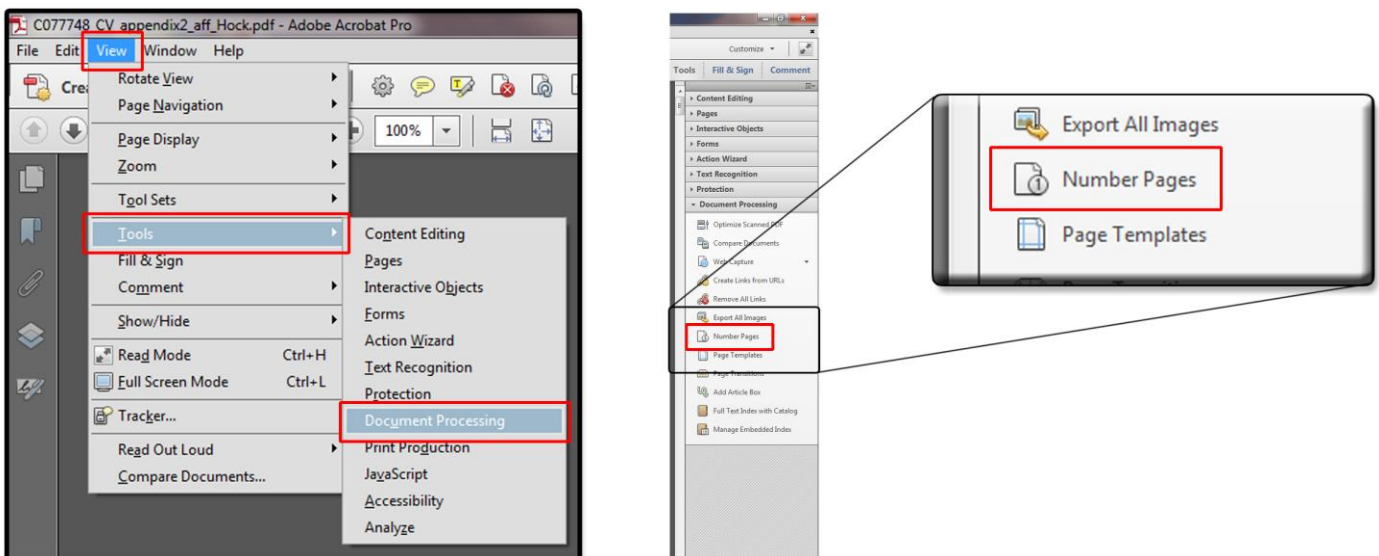 C077748_CV_appendix2_aff_Hock.pdf - Adobe Acrobat Pro
File Edit View Window Help
Rotate View
Page Navigation
100%
Page Display
Zoom
Tool Sets
Tools
Fill & Sign
Comment
Show/Hide
Read Mode Ctrl+H
Full Screen Mode Ctrl+L
Tracker...
Read Out Loud
Compare Documents...
Content Editing
Pages
Interactive Objects
Forms
Action Wizard
Text Recognition
Protection
Document Processing
Print Production
JavaScript
Accessibility
Analyze
Customize
Tools Fill & Sign Comment
Content Editing
Pages
Interactive Objects
Forms
Action Wizard
Text Recognition
Protection
Document Processing
Optimize Scanned PDF
Compare Documents
Web Capture
Create Links from URLs
Remove All Links
Export All Images
Number Pages
Page Templates
Page Transitions
Add Article Box
Full Text Index with Catalog
Manage Embedded Index
Export All Images
Number Pages
Page Templates